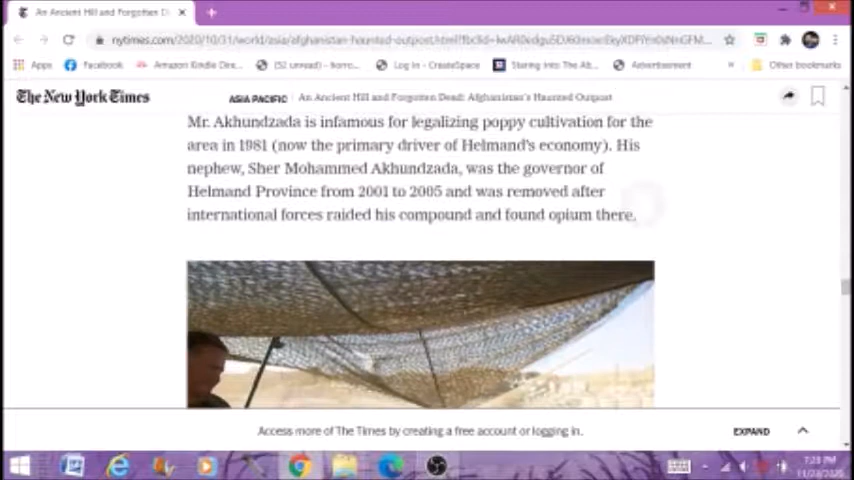 An Ancient Hill and Forgotten D
nytimes.com/2020/10/31/world/asia/afghanistan-haunted-outpost.html?fbclid=
Apps Facebook Amazon Kindle Dire... (52 unread) - horro... Log In - CreateSpace Staring Into The Ab... Advertisement Other bookmarks
The New York Times ASIA PACIFIC An Ancient Hill and Forgotten Dead: Afghanistan's Haunted Outpost
Mr. Akhundzada is infamous for legalizing poppy cultivation for the
area in 1981 (now the primary driver of Helmand's economy). His
nephew, Sher Mohammed Akhundzada, was the governor of
Helmand Province from 2001 to 2005 and was removed after
international forces raided his compound and found opium there.
Access more of The Times by creating a free account or logging in. EXPAND
7:28 PM